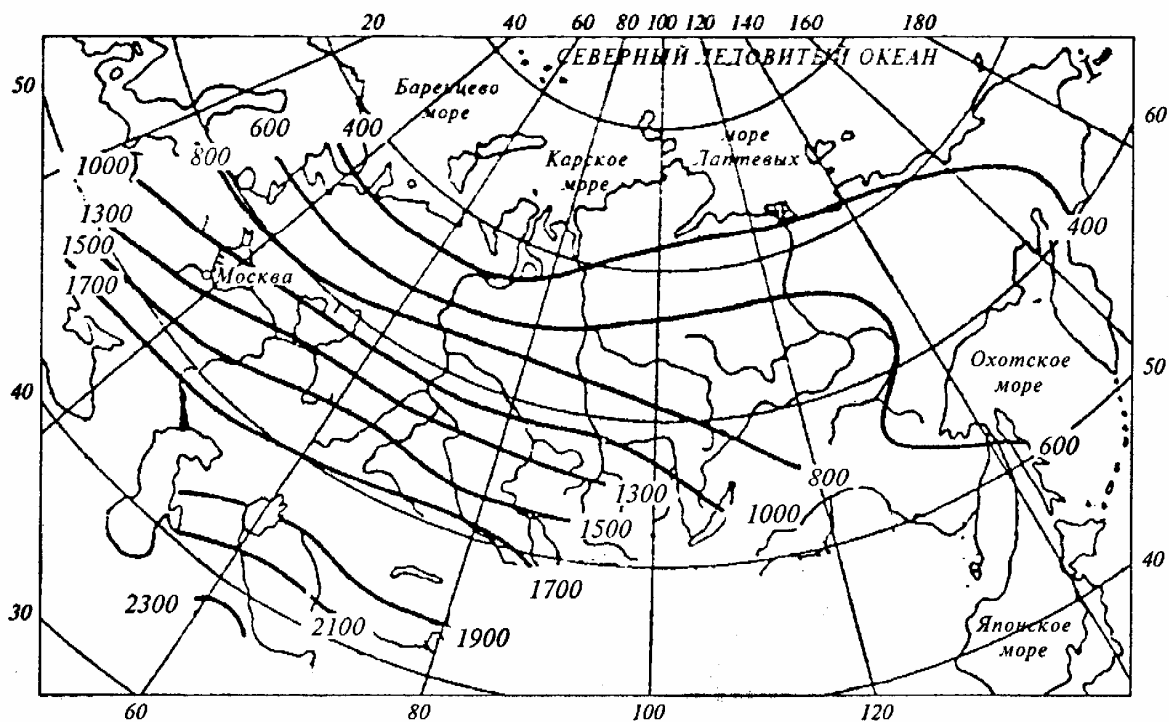 20 40 60 80 100 120 140 160 180
СЕВЕРНЫЙ ЛЕДОВИТЕЙ ОКЕАН
50
Баренцево
море
60
600 400
море
Лаптевых
1000 800
Карское
море
1300
400
1500
Москва
1700
Охотское
море
50
40
600
800
1300
1000
1500
40
1700
2300
30
2100
1900
Японское
море
60 80 100 120